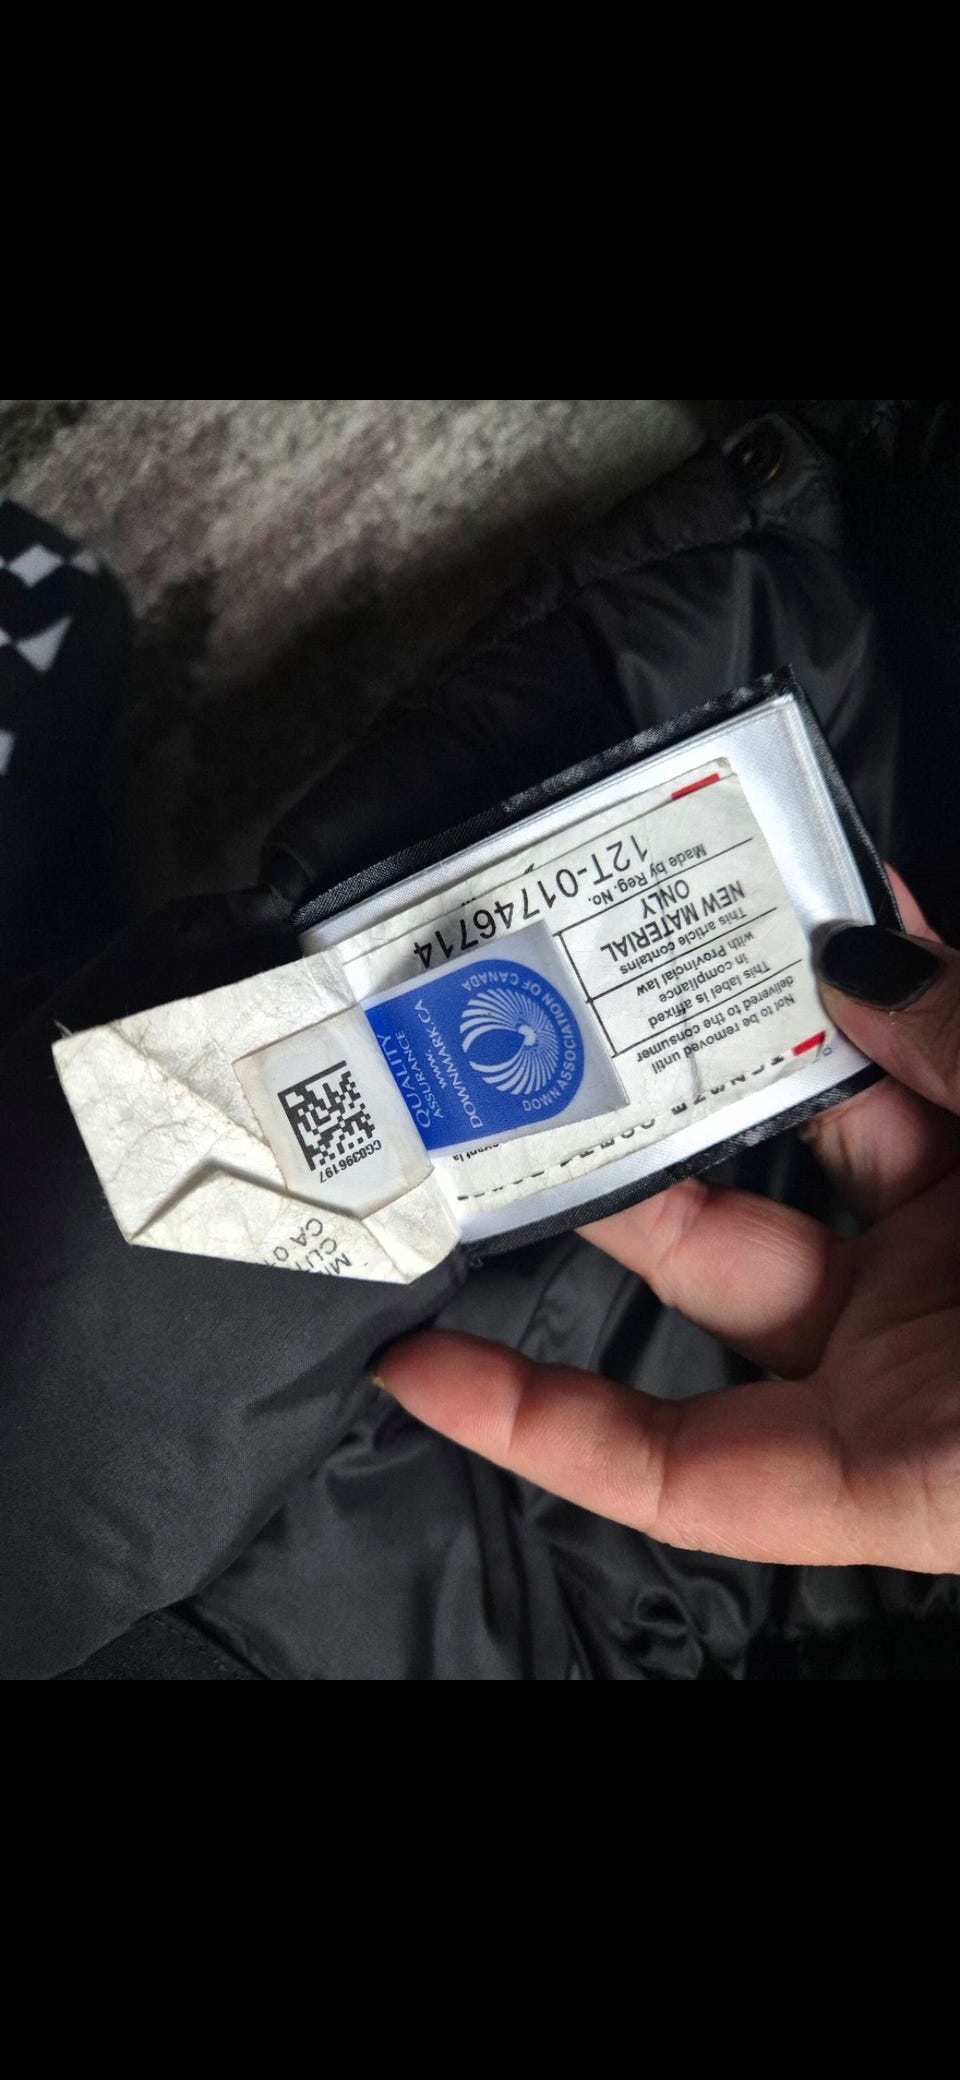 Not to be removed until
delivered to the consumer
This label is affixed
in compliance
with Provincial law
This article contains
NEW MATERIAL
ONLY
Made by Reg. No.
12T-01746714
DOWN ASSOCIATION OF CANADA
QUALITY
ASSURANCE
www.
DOWNMARK.CA
CG0396197
CA 0